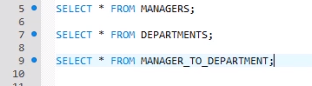 5 SELECT * FROM MANAGERS;
6
7 SELECT * FROM DEPARTMENTS;
8
9 SELECT * FROM MANAGER_TO_DEPARTMENT;
10